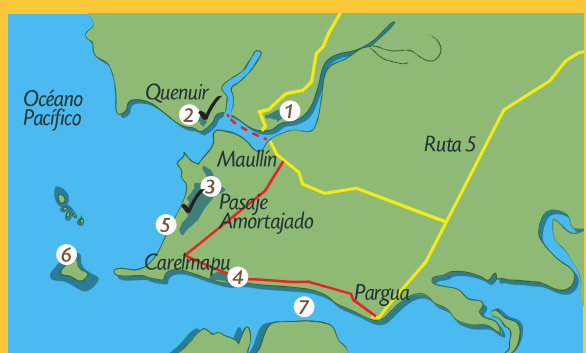 Quenuir
Océano
Pacífico
2
1
Ruta 5
Maullín
3
Pasaje
Amortajado
5
6
Carelmapu
4
Pargua
7